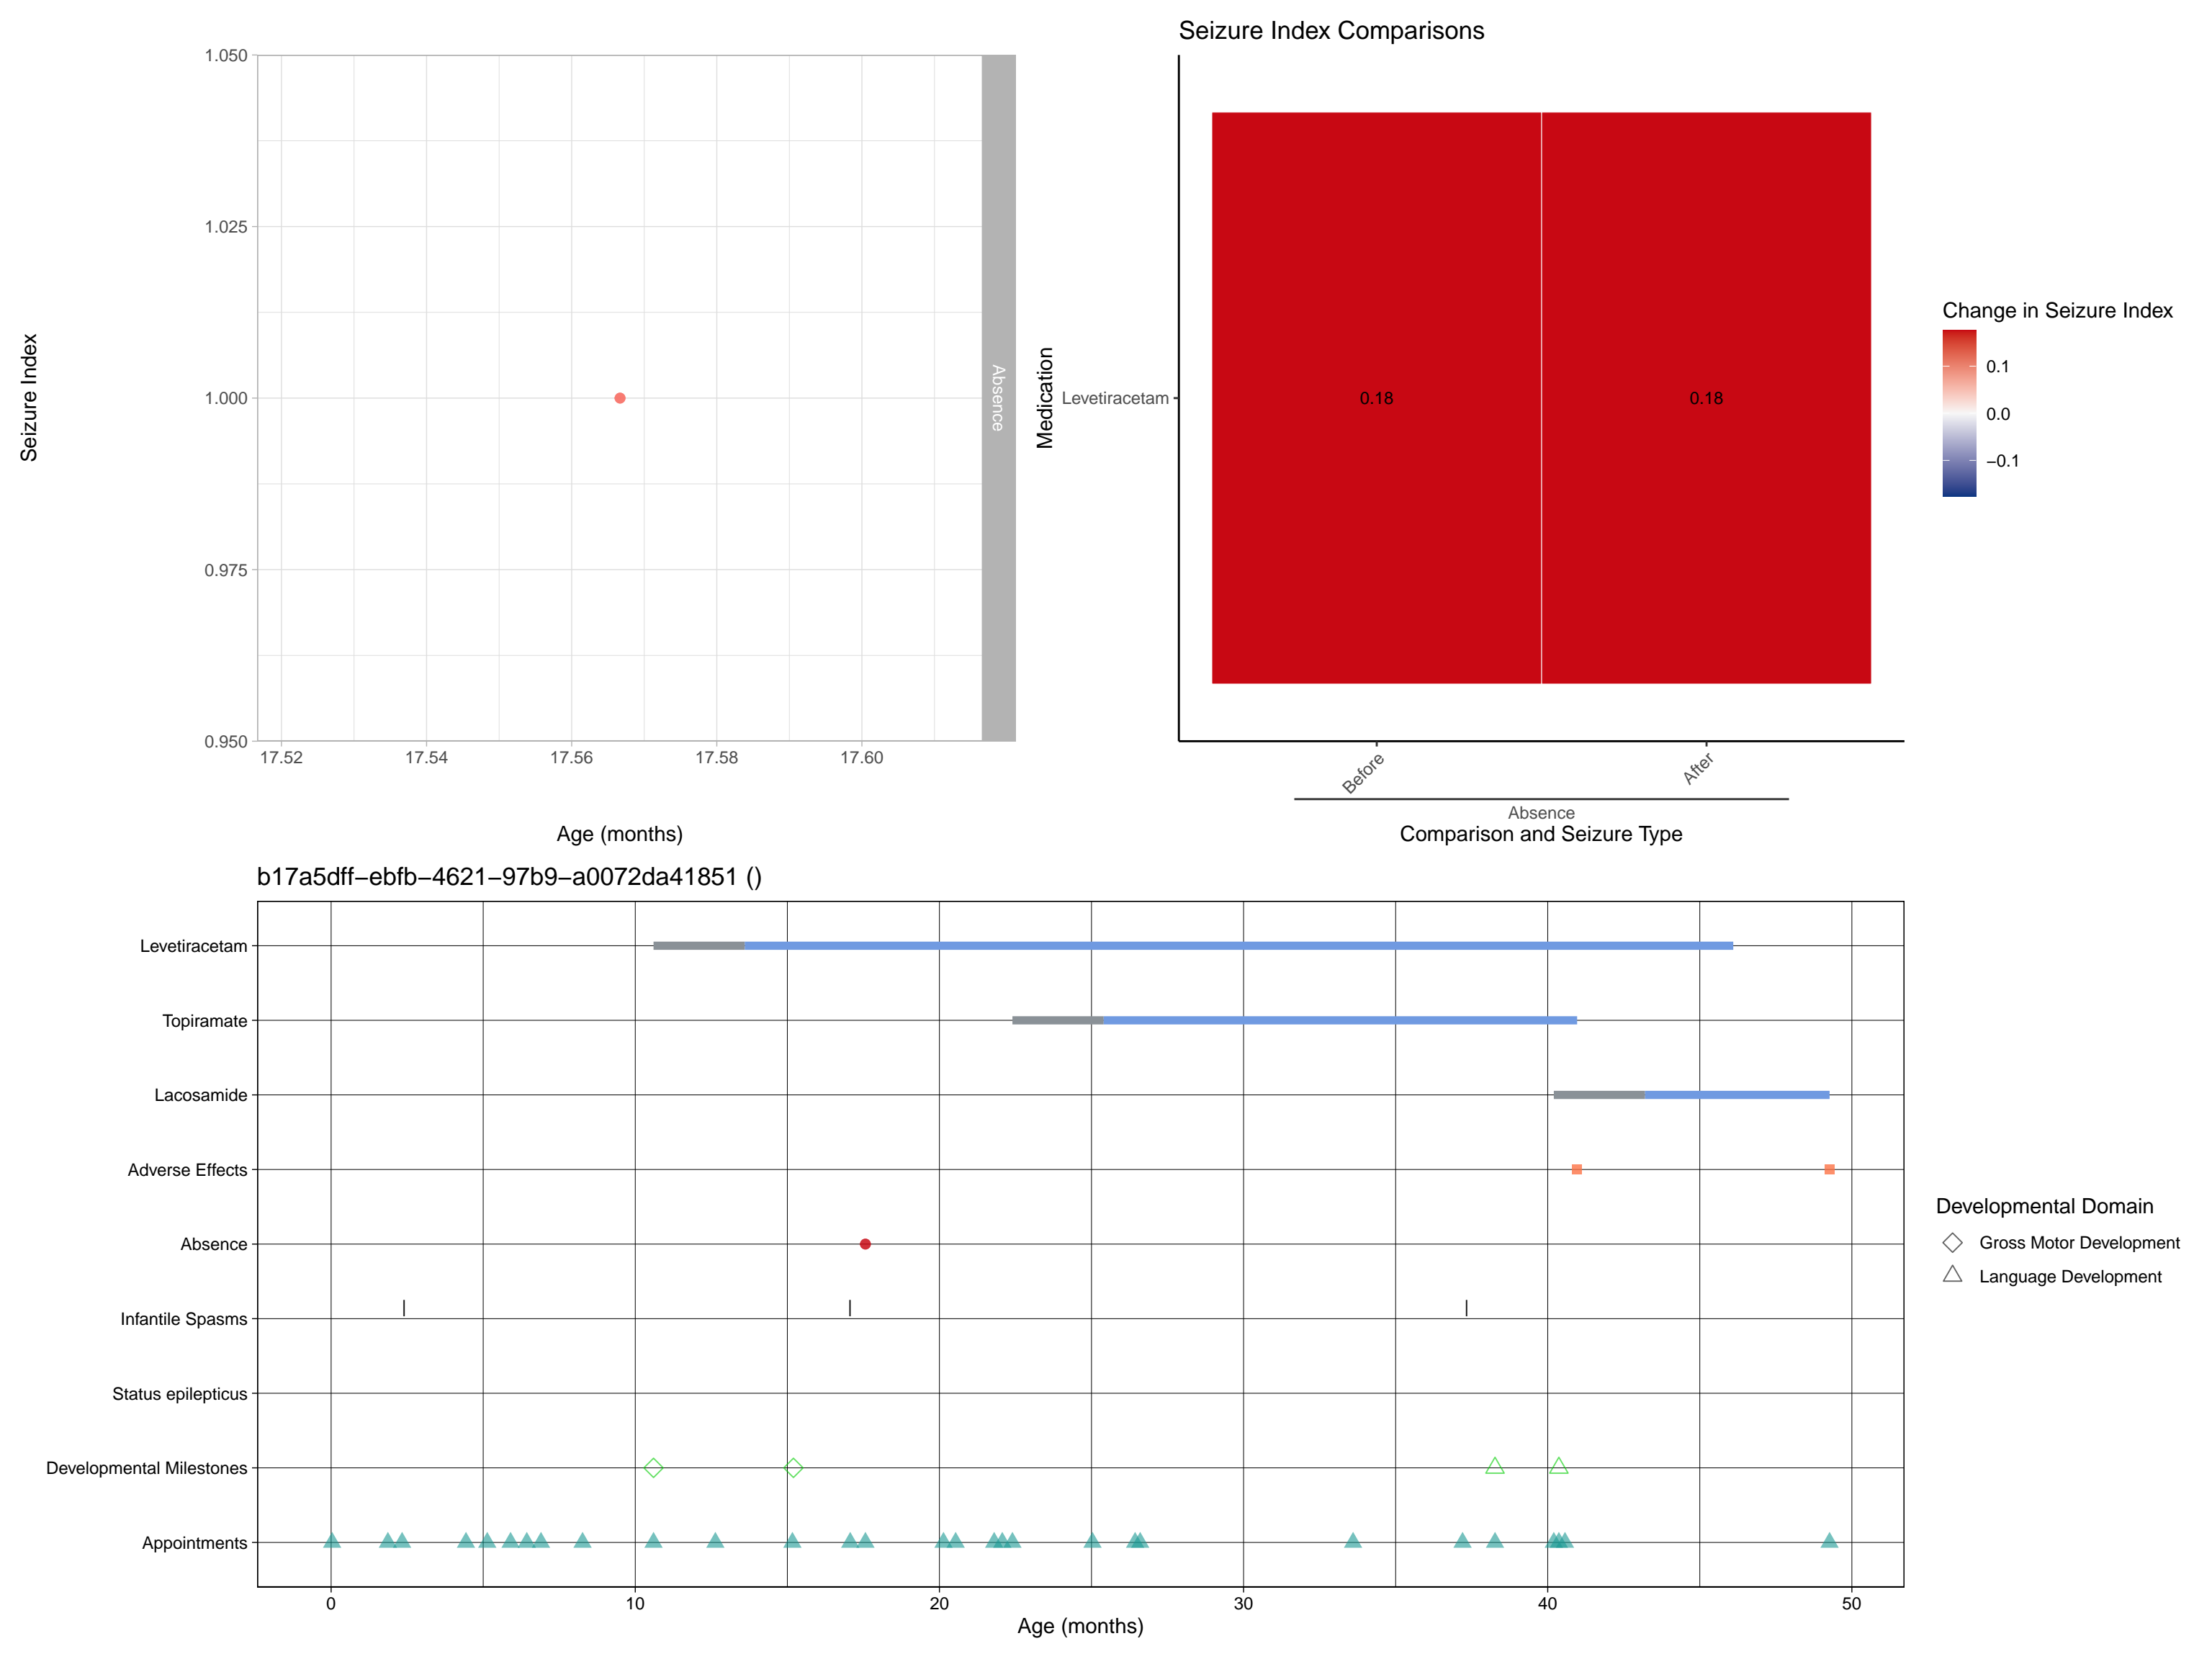 Seizure Index
1.050
1.025
1.000
0.975
0.950
17.52
17.54
17.56
17.58
17.60
Age (months)
Absence
Seizure Index Comparisons
Medication
Levetiracetam
0.18
0.18
Before
After
Absence
Comparison and Seizure Type
Change in Seizure Index
0.1
0.0
−0.1
b17a5dff−ebfb−4621−97b9−a0072da41851 ()
Levetiracetam
Topiramate
Lacosamide
Adverse Effects
Absence
Infantile Spasms
Status epilepticus
Developmental Milestones
Appointments
0
10
20
30
40
50
Age (months)
Developmental Domain
Gross Motor Development
Language Development